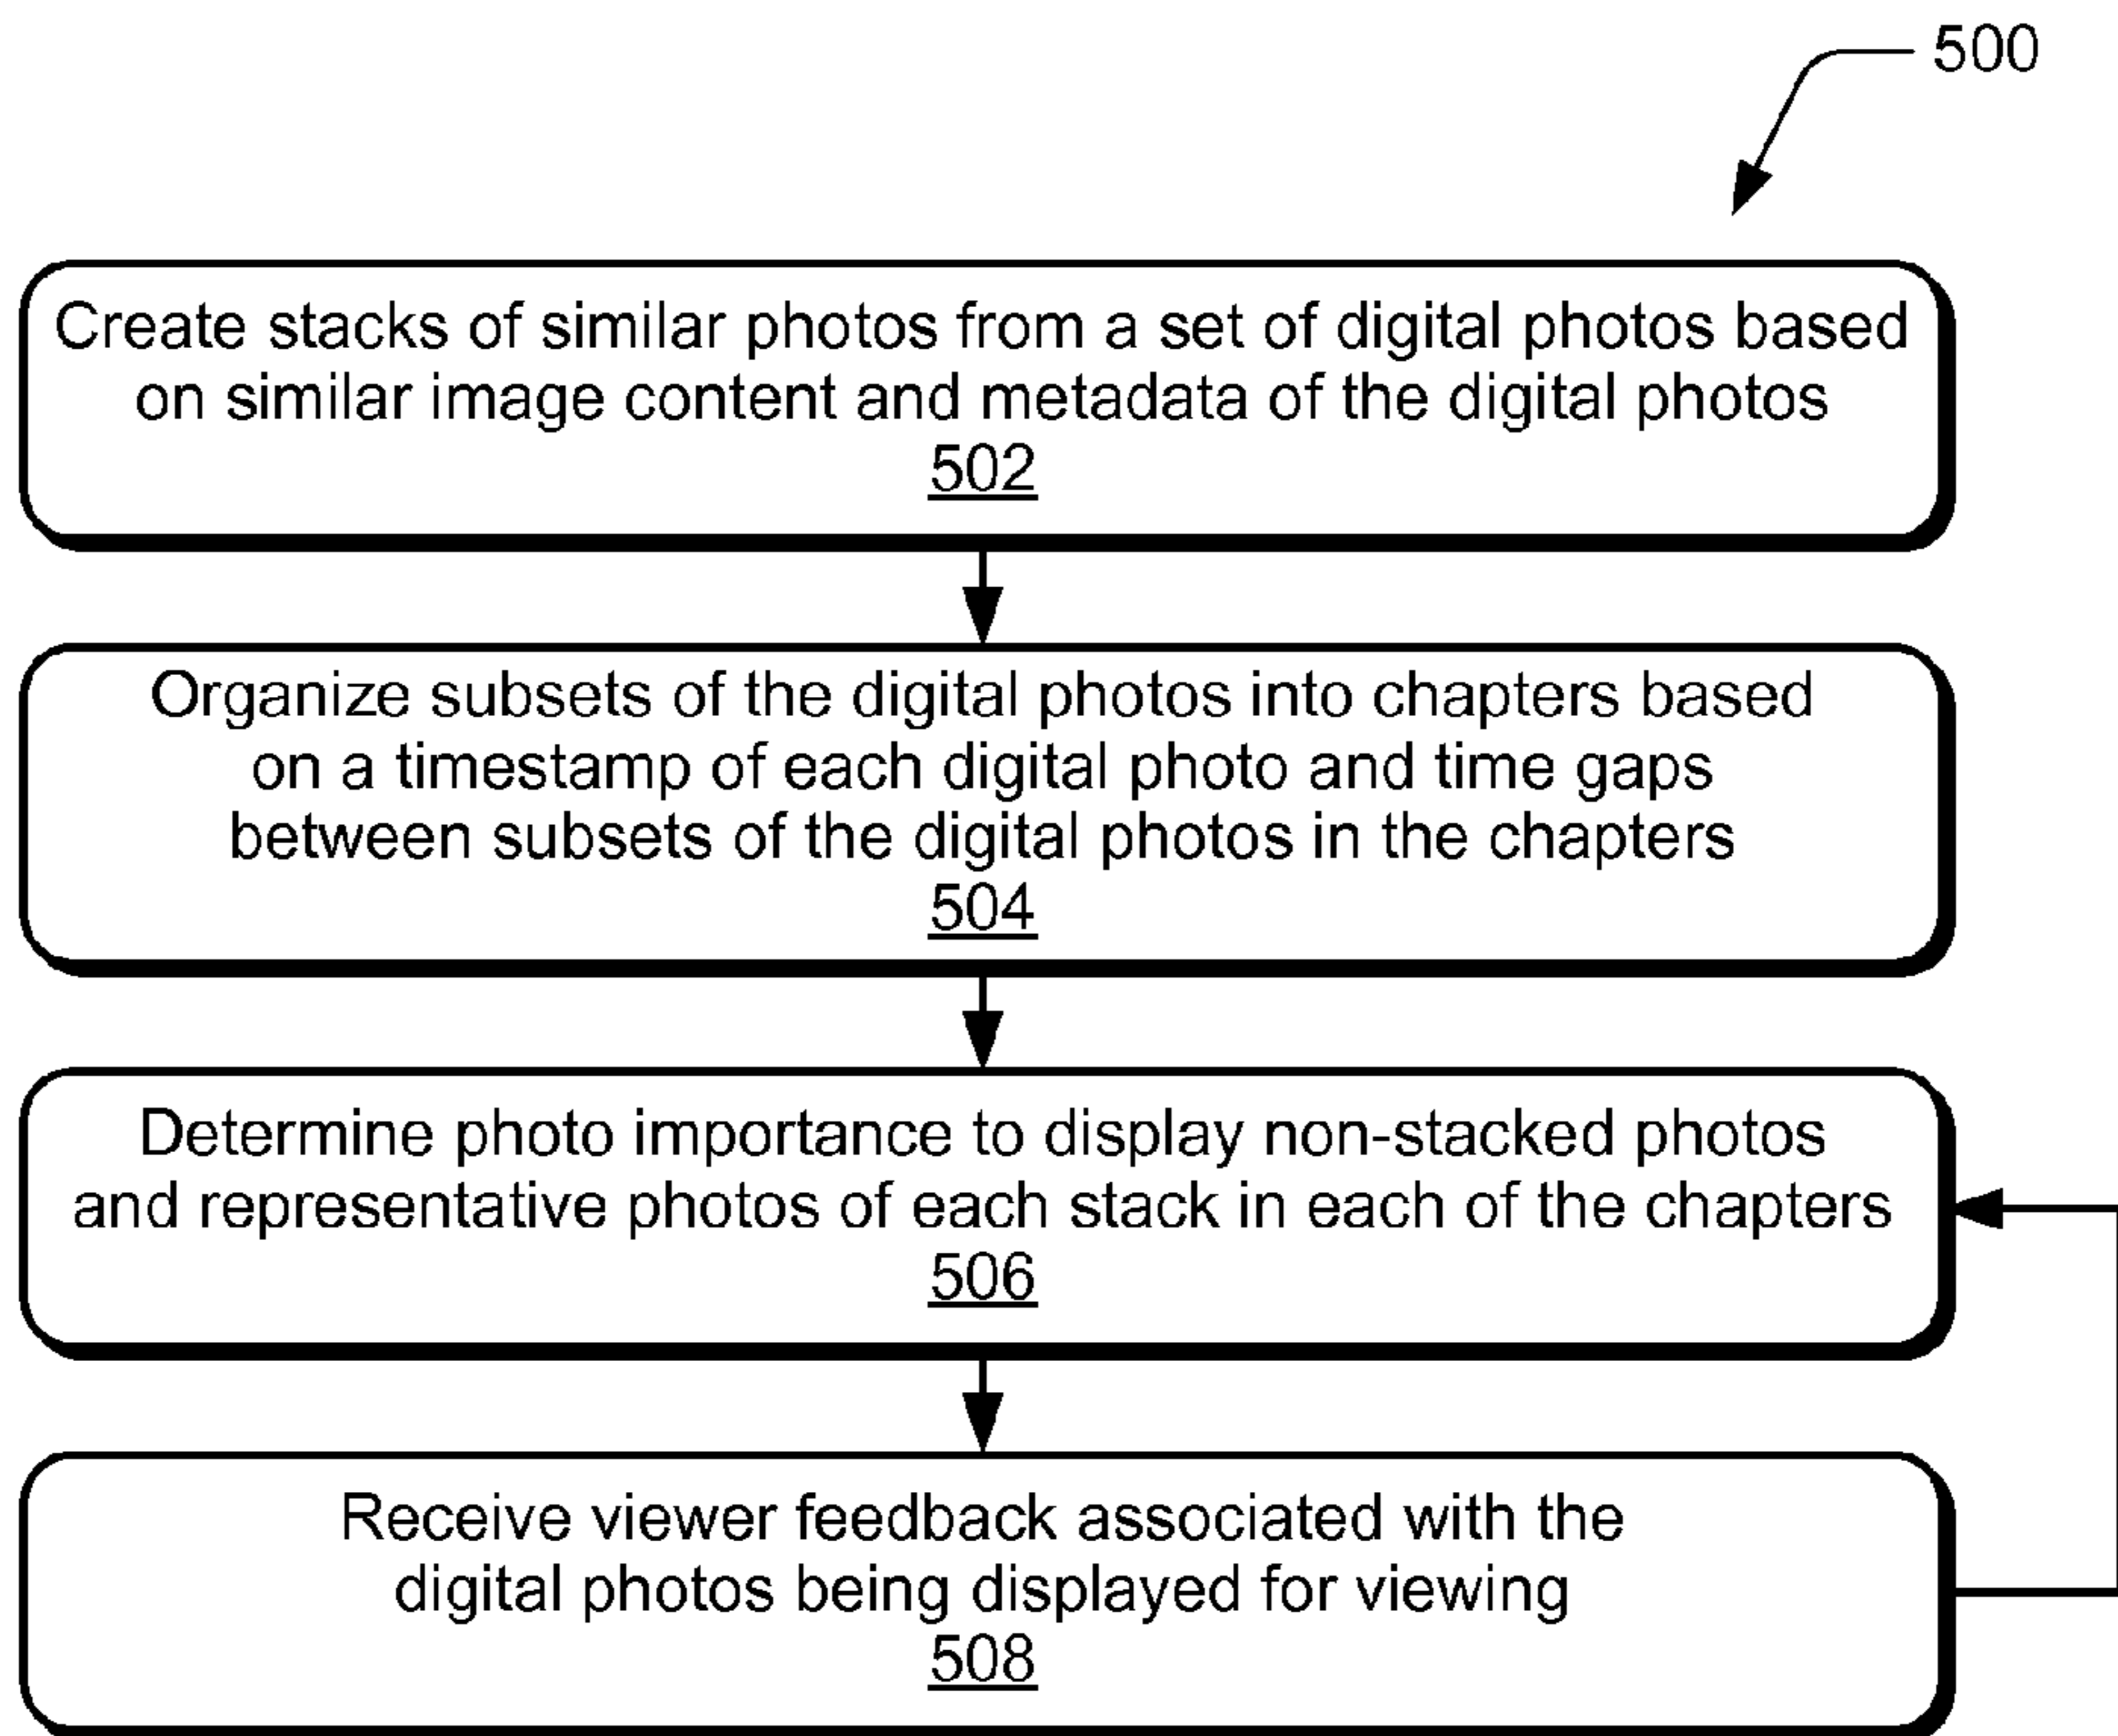 500
Create stacks of similar photos from a set of digital photos based
on similar image content and metadata of the digital photos
502
Organize subsets of the digital photos into chapters based
on a timestamp of each digital photo and time gaps
between subsets of the digital photos in the chapters
504
Determine photo importance to display non-stacked photos
and representative photos of each stack in each of the chapters
506
Receive viewer feedback associated with the
digital photos being displayed for viewing
508